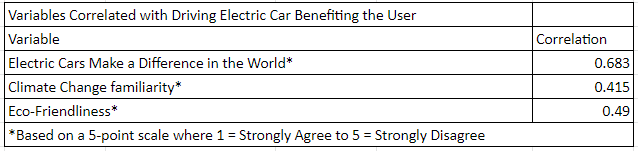 Variables Correlated with Driving Electric Car Benefiting the User
Variable Correlation
Electric Cars Make a Difference in the World* 0.683
Climate Change familiarity* 0.415
Eco-Friendliness* 0.49
*Based on a 5-point scale where 1 = Strongly Agree to 5 = Strongly Disagree